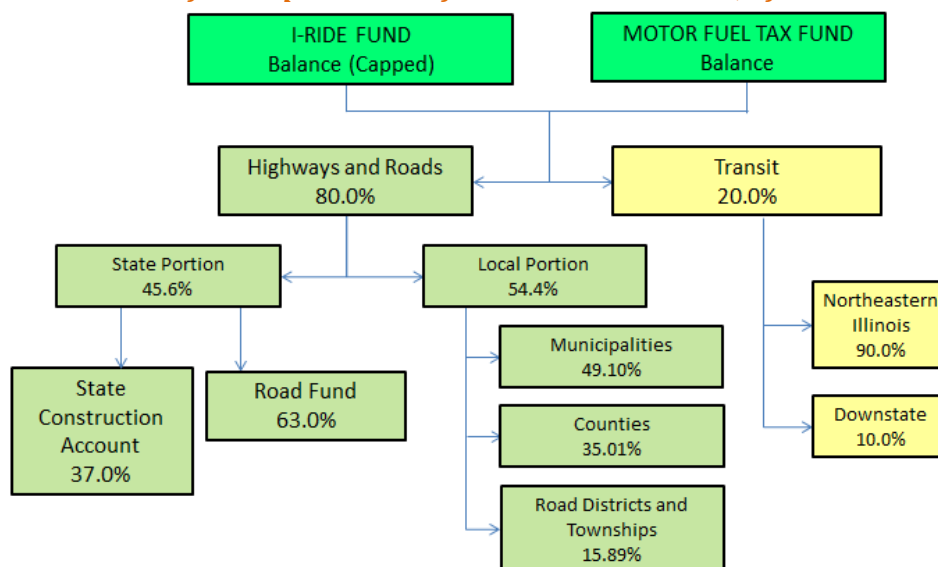 I-RIDE FUND
Balance (Capped)
MOTOR FUEL TAX FUND
Balance
Highways and Roads
80.0%
Transit
20.0%
State Portion
45.6%
Local Portion
54.4%
Northeastern
Illinois
90.0%
Municipalities
49.10%
State
Construction
Account
37.0%
Road Fund
63.0%
Counties
35.01%
Downstate
10.0%
Road Districts and
Townships
15.89%